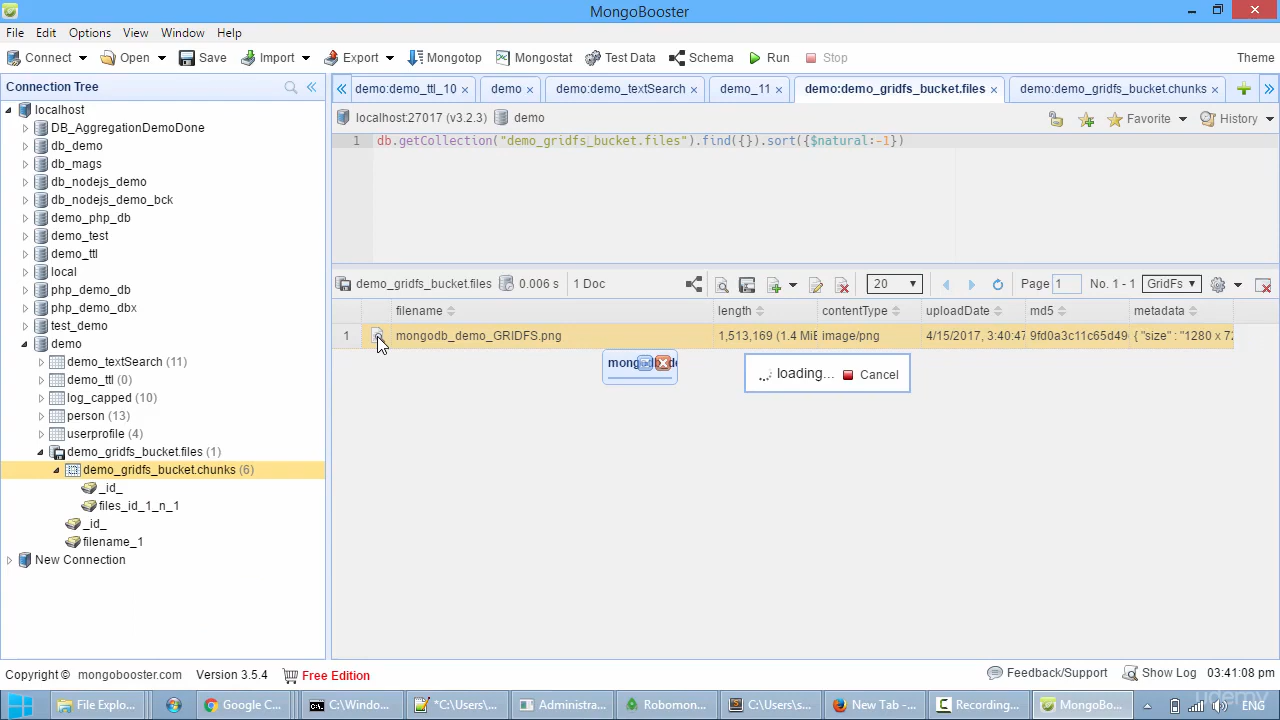 MongoBooster
File Edit Options View Window Help
Connect Open Save Import Export Mongotop Mongostat Test Data Schema Run Stop Theme
Connection Tree
demo:demo_ttl_10 demo demo:demo_textSearch demo_11 demo:demo_gridfs_bucket.files demo:demo_gridfs_bucket.chunks
localhost:27017 (v3.2.3) demo Favorite History
1 db.getCollection("demo_gridfs_bucket.files").find({}).sort({$natural:-1})
localhost
DB_AggregationDemoDone
db_demo
db_mags
db_nodejs_demo
db_nodejs_demo_bck
demo_php_db
demo_test
demo_ttl
local
php_demo_db
php_demo_dbx
test_demo
demo
demo_textSearch (11)
demo_ttl (0)
log_capped (10)
person (13)
userprofile (4)
demo_gridfs_bucket.files (1)
demo_gridfs_bucket.chunks (6)
_id_
files_id_1_n_1
_id_
filename_1
New Connection
demo_gridfs_bucket.files 0.006 s 1 Doc 20 Page 1 No. 1 - 1 GridFS
filename length contentType uploadDate md5 metadata
1 mongodb_demo_GRIDFS.png 1,513,169 (1.4 MiB image/png 4/15/2017, 3:40:47 9fd0a3c11c65d49 { "size" : "1280 x 72
loading... Cancel
Copyright © mongobooster.com Version 3.5.4 Free Edition Feedback/Support Show Log 03:41:08 pm
File Explo... Google C... C:\Windo... *C:\Users\... Administra... Robomon... C:\Users\s... New Tab -... Recording... MongoBo... ENG
udemy